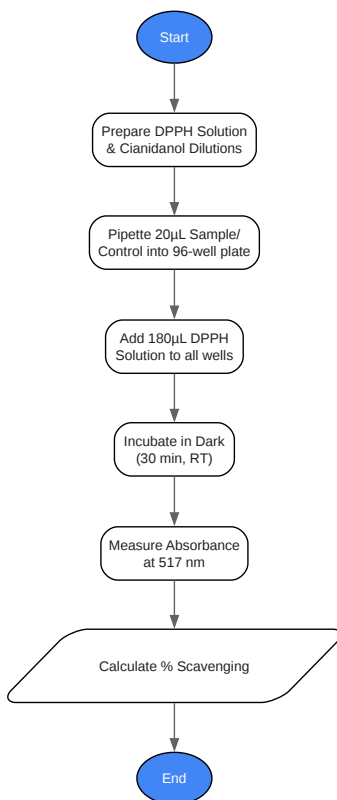 Start
Prepare DPPH Solution
& Cianidanol Dilutions
Pipette 20µL Sample/
Control into 96-well plate
Add 180µL DPPH
Solution to all wells
Incubate in Dark
(30 min, RT)
Measure Absorbance
at 517 nm
Calculate % Scavenging
End